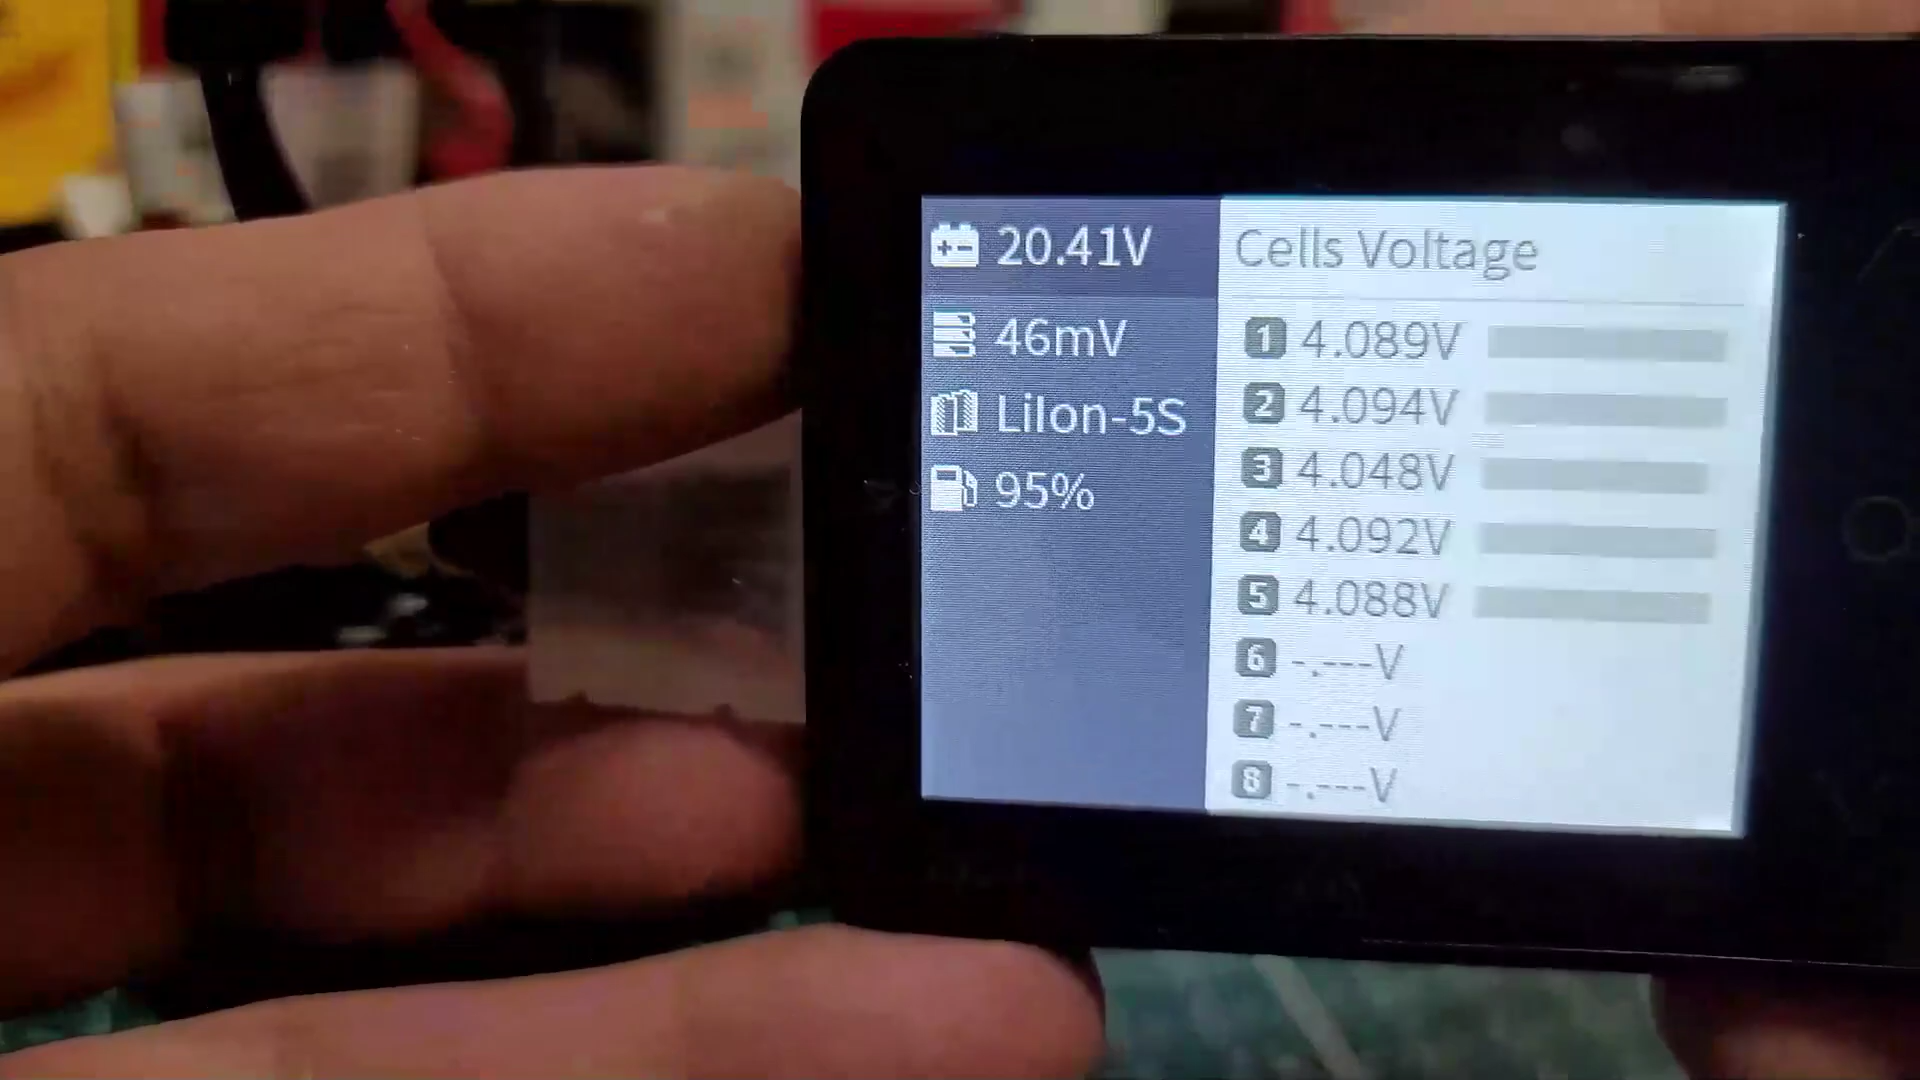 20.41V
46mV
LiIon-5S
95%
Cells Voltage
1 4.089V
2 4.094V
3 4.048V
4 4.092V
5 4.088V
6 -.---V
7 -.---V
8 -.---V